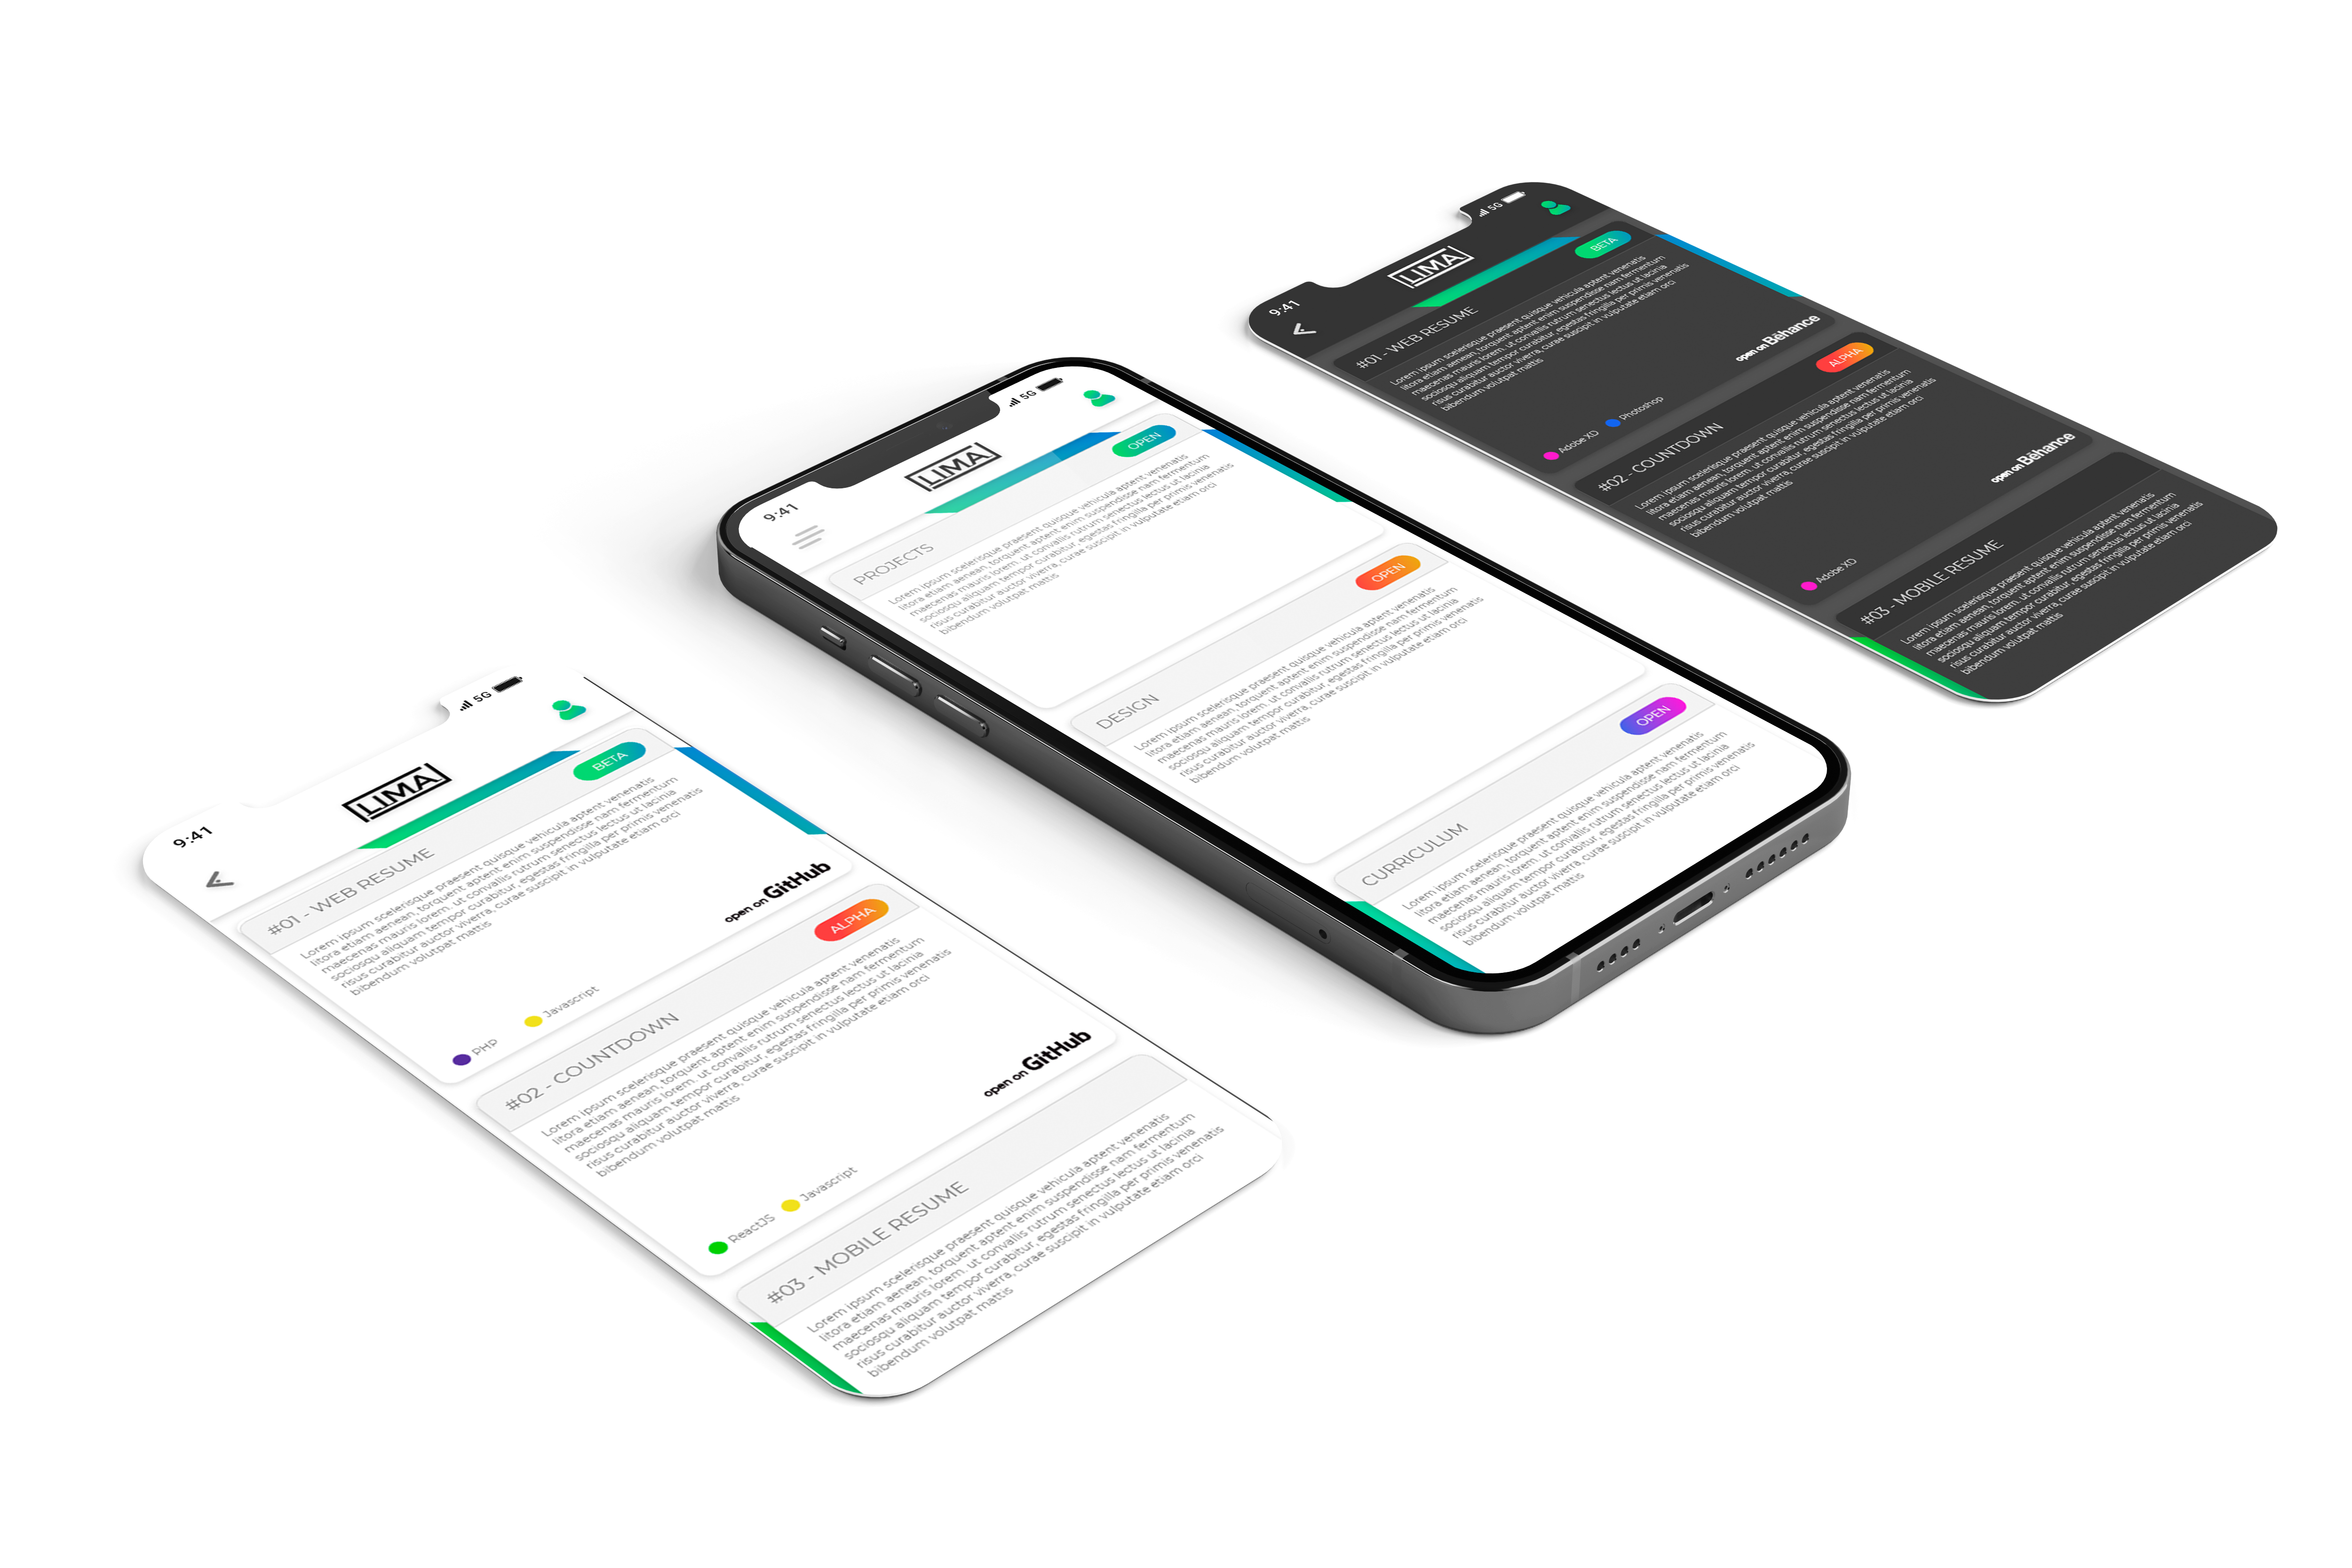 9:41
5G
LIMA
#01 - WEB RESUME
BETA
Lorem ipsum scelerisque praesent quisque vehicula aptent venenatis
litora etiam aenean, torquent aptent enim suspendisse nam fermentum
maecenas mauris lorem. ut convallis rutrum senectus lectus ut lacinia
sociosqu aliquam tempor curabitur, egestas fringilla per primis venenatis
risus curabitur auctor viverra, curae suscipit in vulputate etiam orci
bibendum volutpat mattis
PHP
Javascript
open on GitHub
#02 - COUNTDOWN
ALPHA
Lorem ipsum scelerisque praesent quisque vehicula aptent venenatis
litora etiam aenean, torquent aptent enim suspendisse nam fermentum
maecenas mauris lorem. ut convallis rutrum senectus lectus ut lacinia
sociosqu aliquam tempor curabitur, egestas fringilla per primis venenatis
risus curabitur auctor viverra, curae suscipit in vulputate etiam orci
bibendum volutpat mattis
ReactJS
Javascript
open on GitHub
#03 - MOBILE RESUME
Lorem ipsum scelerisque praesent quisque vehicula aptent venenatis
litora etiam aenean, torquent aptent enim suspendisse nam fermentum
maecenas mauris lorem. ut convallis rutrum senectus lectus ut lacinia
sociosqu aliquam tempor curabitur, egestas fringilla per primis venenatis
risus curabitur auctor viverra, curae suscipit in vulputate etiam orci
bibendum volutpat mattis
9:41
5G
LIMA
PROJECTS
OPEN
Lorem ipsum scelerisque praesent quisque vehicula aptent venenatis
litora etiam aenean, torquent aptent enim suspendisse nam fermentum
maecenas mauris lorem. ut convallis rutrum senectus lectus ut lacinia
sociosqu aliquam tempor curabitur, egestas fringilla per primis venenatis
risus curabitur auctor viverra, curae suscipit in vulputate etiam orci
bibendum volutpat mattis
DESIGN
OPEN
Lorem ipsum scelerisque praesent quisque vehicula aptent venenatis
litora etiam aenean, torquent aptent enim suspendisse nam fermentum
maecenas mauris lorem. ut convallis rutrum senectus lectus ut lacinia
sociosqu aliquam tempor curabitur, egestas fringilla per primis venenatis
risus curabitur auctor viverra, curae suscipit in vulputate etiam orci
bibendum volutpat mattis
CURRICULUM
OPEN
Lorem ipsum scelerisque praesent quisque vehicula aptent venenatis
litora etiam aenean, torquent aptent enim suspendisse nam fermentum
maecenas mauris lorem. ut convallis rutrum senectus lectus ut lacinia
sociosqu aliquam tempor curabitur, egestas fringilla per primis venenatis
risus curabitur auctor viverra, curae suscipit in vulputate etiam orci
bibendum volutpat mattis
9:41
5G
LIMA
#01 - WEB RESUME
BETA
Lorem ipsum scelerisque praesent quisque vehicula aptent venenatis
litora etiam aenean, torquent aptent enim suspendisse nam fermentum
maecenas mauris lorem. ut convallis rutrum senectus lectus ut lacinia
sociosqu aliquam tempor curabitur, egestas fringilla per primis venenatis
risus curabitur auctor viverra, curae suscipit in vulputate etiam orci
bibendum volutpat mattis
Adobe XD
Photoshop
open on Bēhance
#02 - COUNTDOWN
ALPHA
Lorem ipsum scelerisque praesent quisque vehicula aptent venenatis
litora etiam aenean, torquent aptent enim suspendisse nam fermentum
maecenas mauris lorem. ut convallis rutrum senectus lectus ut lacinia
sociosqu aliquam tempor curabitur, egestas fringilla per primis venenatis
risus curabitur auctor viverra, curae suscipit in vulputate etiam orci
bibendum volutpat mattis
Adobe XD
open on Bēhance
#03 - MOBILE RESUME
Lorem ipsum scelerisque praesent quisque vehicula aptent venenatis
litora etiam aenean, torquent aptent enim suspendisse nam fermentum
maecenas mauris lorem. ut convallis rutrum senectus lectus ut lacinia
sociosqu aliquam tempor curabitur, egestas fringilla per primis venenatis
risus curabitur auctor viverra, curae suscipit in vulputate etiam orci
bibendum volutpat mattis